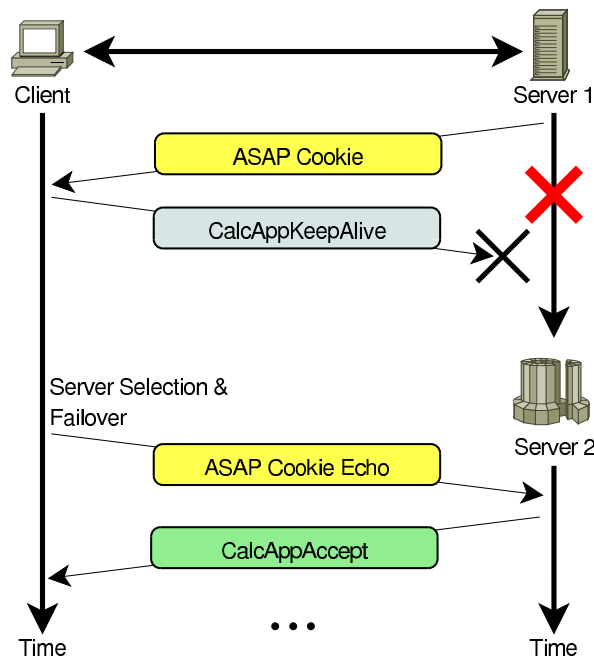 Client
Server 1
ASAP Cookie
CalcAppKeepAlive
Server Selection &
Failover
Server 2
ASAP Cookie Echo
CalcAppAccept
...
Time
Time